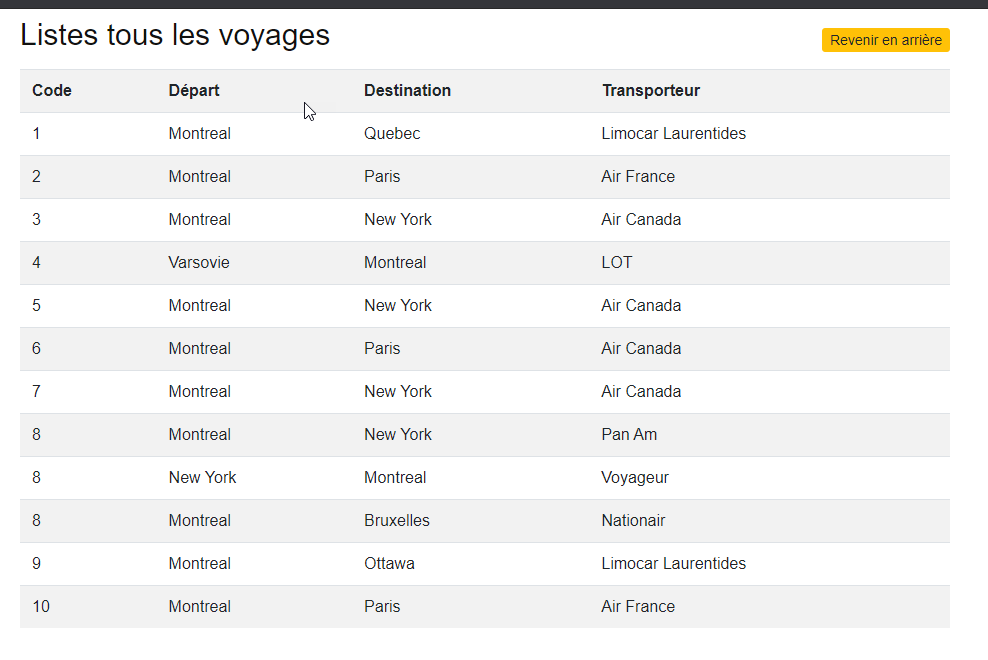 Listes tous les voyages
Revenir en arrière
Code Départ Destination Transporteur
1 Montreal Quebec Limocar Laurentides
2 Montreal Paris Air France
3 Montreal New York Air Canada
4 Varsovie Montreal LOT
5 Montreal New York Air Canada
6 Montreal Paris Air Canada
7 Montreal New York Air Canada
8 Montreal New York Pan Am
8 New York Montreal Voyageur
8 Montreal Bruxelles Nationair
9 Montreal Ottawa Limocar Laurentides
10 Montreal Paris Air France